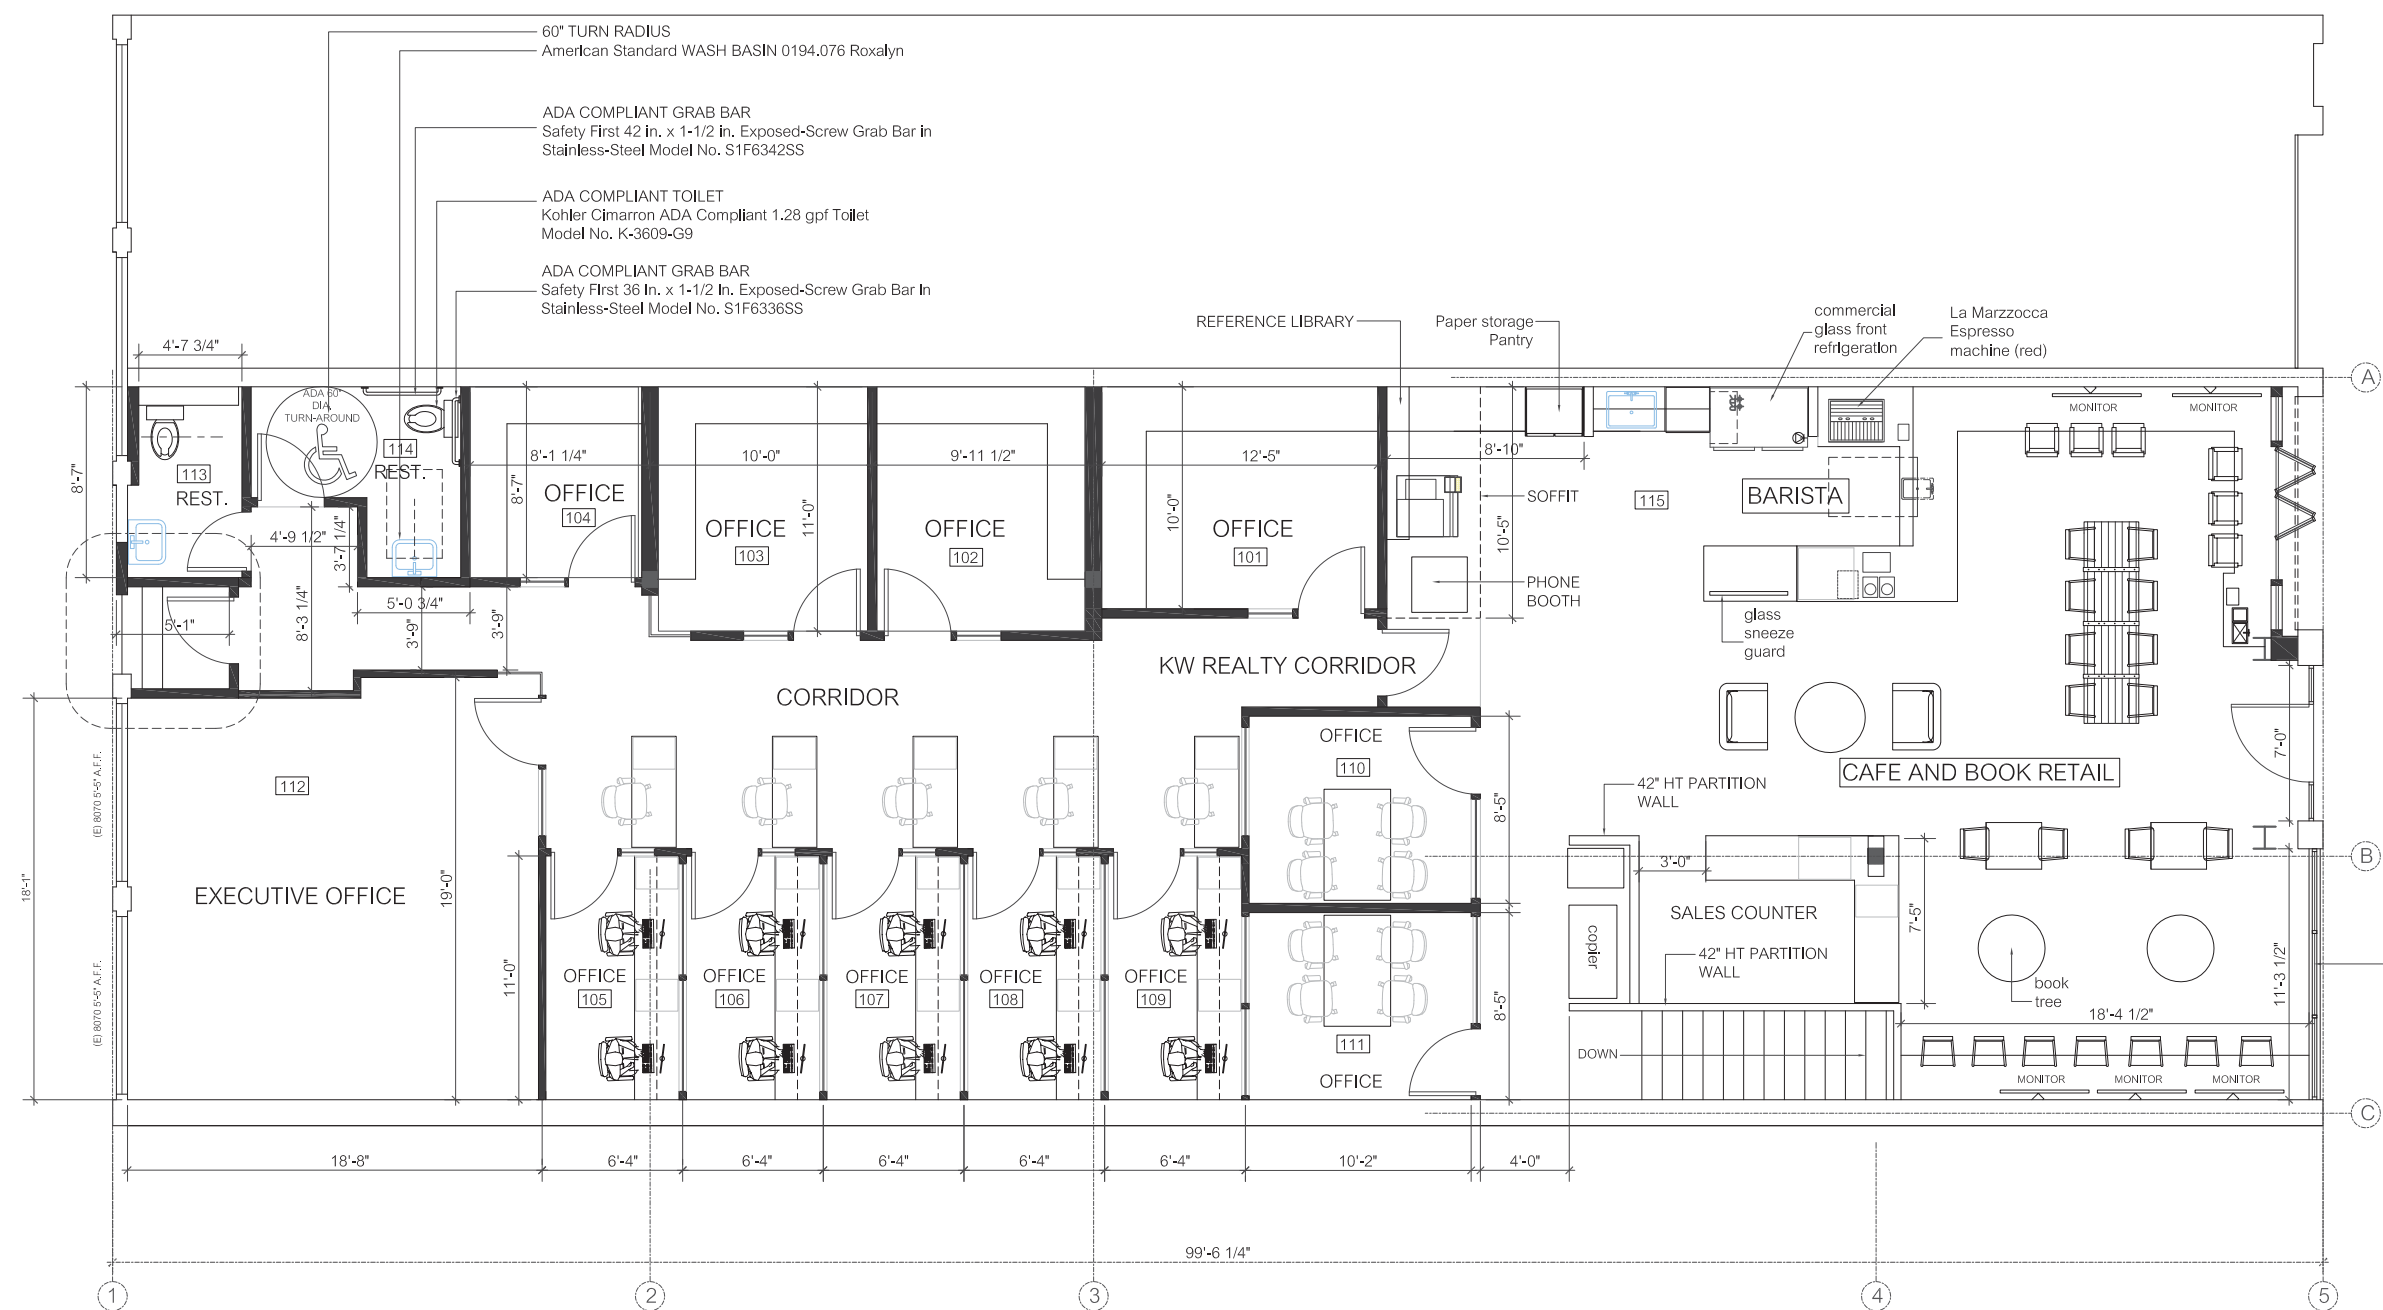 60" TURN RADIUS
American Standard WASH BASIN 0194.076 Roxalyn
ADA COMPLIANT GRAB BAR
Safety First 42 in. x 1-1/2 in. Exposed-Screw Grab Bar in
Stainless-Steel Model No. S1F6342SS
ADA COMPLIANT TOILET
Kohler Cimarron ADA Compliant 1.28 gpf Toilet
Model No. K-3609-G9
ADA COMPLIANT GRAB BAR
Safety First 36 in. x 1-1/2 in. Exposed-Screw Grab Bar in
Stainless-Steel Model No. S1F6336SS
REFERENCE LIBRARY
Paper storage
Pantry
commercial
glass front
refrigeration
La Marzzocca
Espresso
machine (red)
A
4'-7 3/4"
8'-7"
ADA 60"
DIA.
TURN-AROUND
113
REST.
114
REST.
8'-1 1/4"
8'-7"
OFFICE
104
10'-0"
11'-0"
OFFICE
103
9'-11 1/2"
OFFICE
102
12'-5"
10'-0"
OFFICE
101
8'-10"
10'-5"
SOFFIT
PHONE
BOOTH
115
BARISTA
MONITOR
MONITOR
glass
sneeze
guard
4'-9 1/2"
3'-7 1/4"
5'-0 3/4"
8'-3 1/4"
3'-9"
3'-9"
5'-1"
CORRIDOR
KW REALTY CORRIDOR
CAFE AND BOOK RETAIL
7'-0"
(E) 8070 5'-5" A.F.F.
(E) 8070 5'-5" A.F.F.
18'-1"
112
EXECUTIVE OFFICE
19'-0"
11'-0"
OFFICE
105
OFFICE
106
OFFICE
107
OFFICE
108
OFFICE
109
OFFICE
110
8'-5"
111
OFFICE
8'-5"
42" HT PARTITION
WALL
3'-0"
SALES COUNTER
7'-5"
copier
42" HT PARTITION
WALL
DOWN
book
tree
18'-4 1/2"
11'-3 1/2"
MONITOR
MONITOR
MONITOR
B
C
18'-8"
6'-4"
6'-4"
6'-4"
6'-4"
6'-4"
10'-2"
4'-0"
99'-6 1/4"
1
2
3
4
5